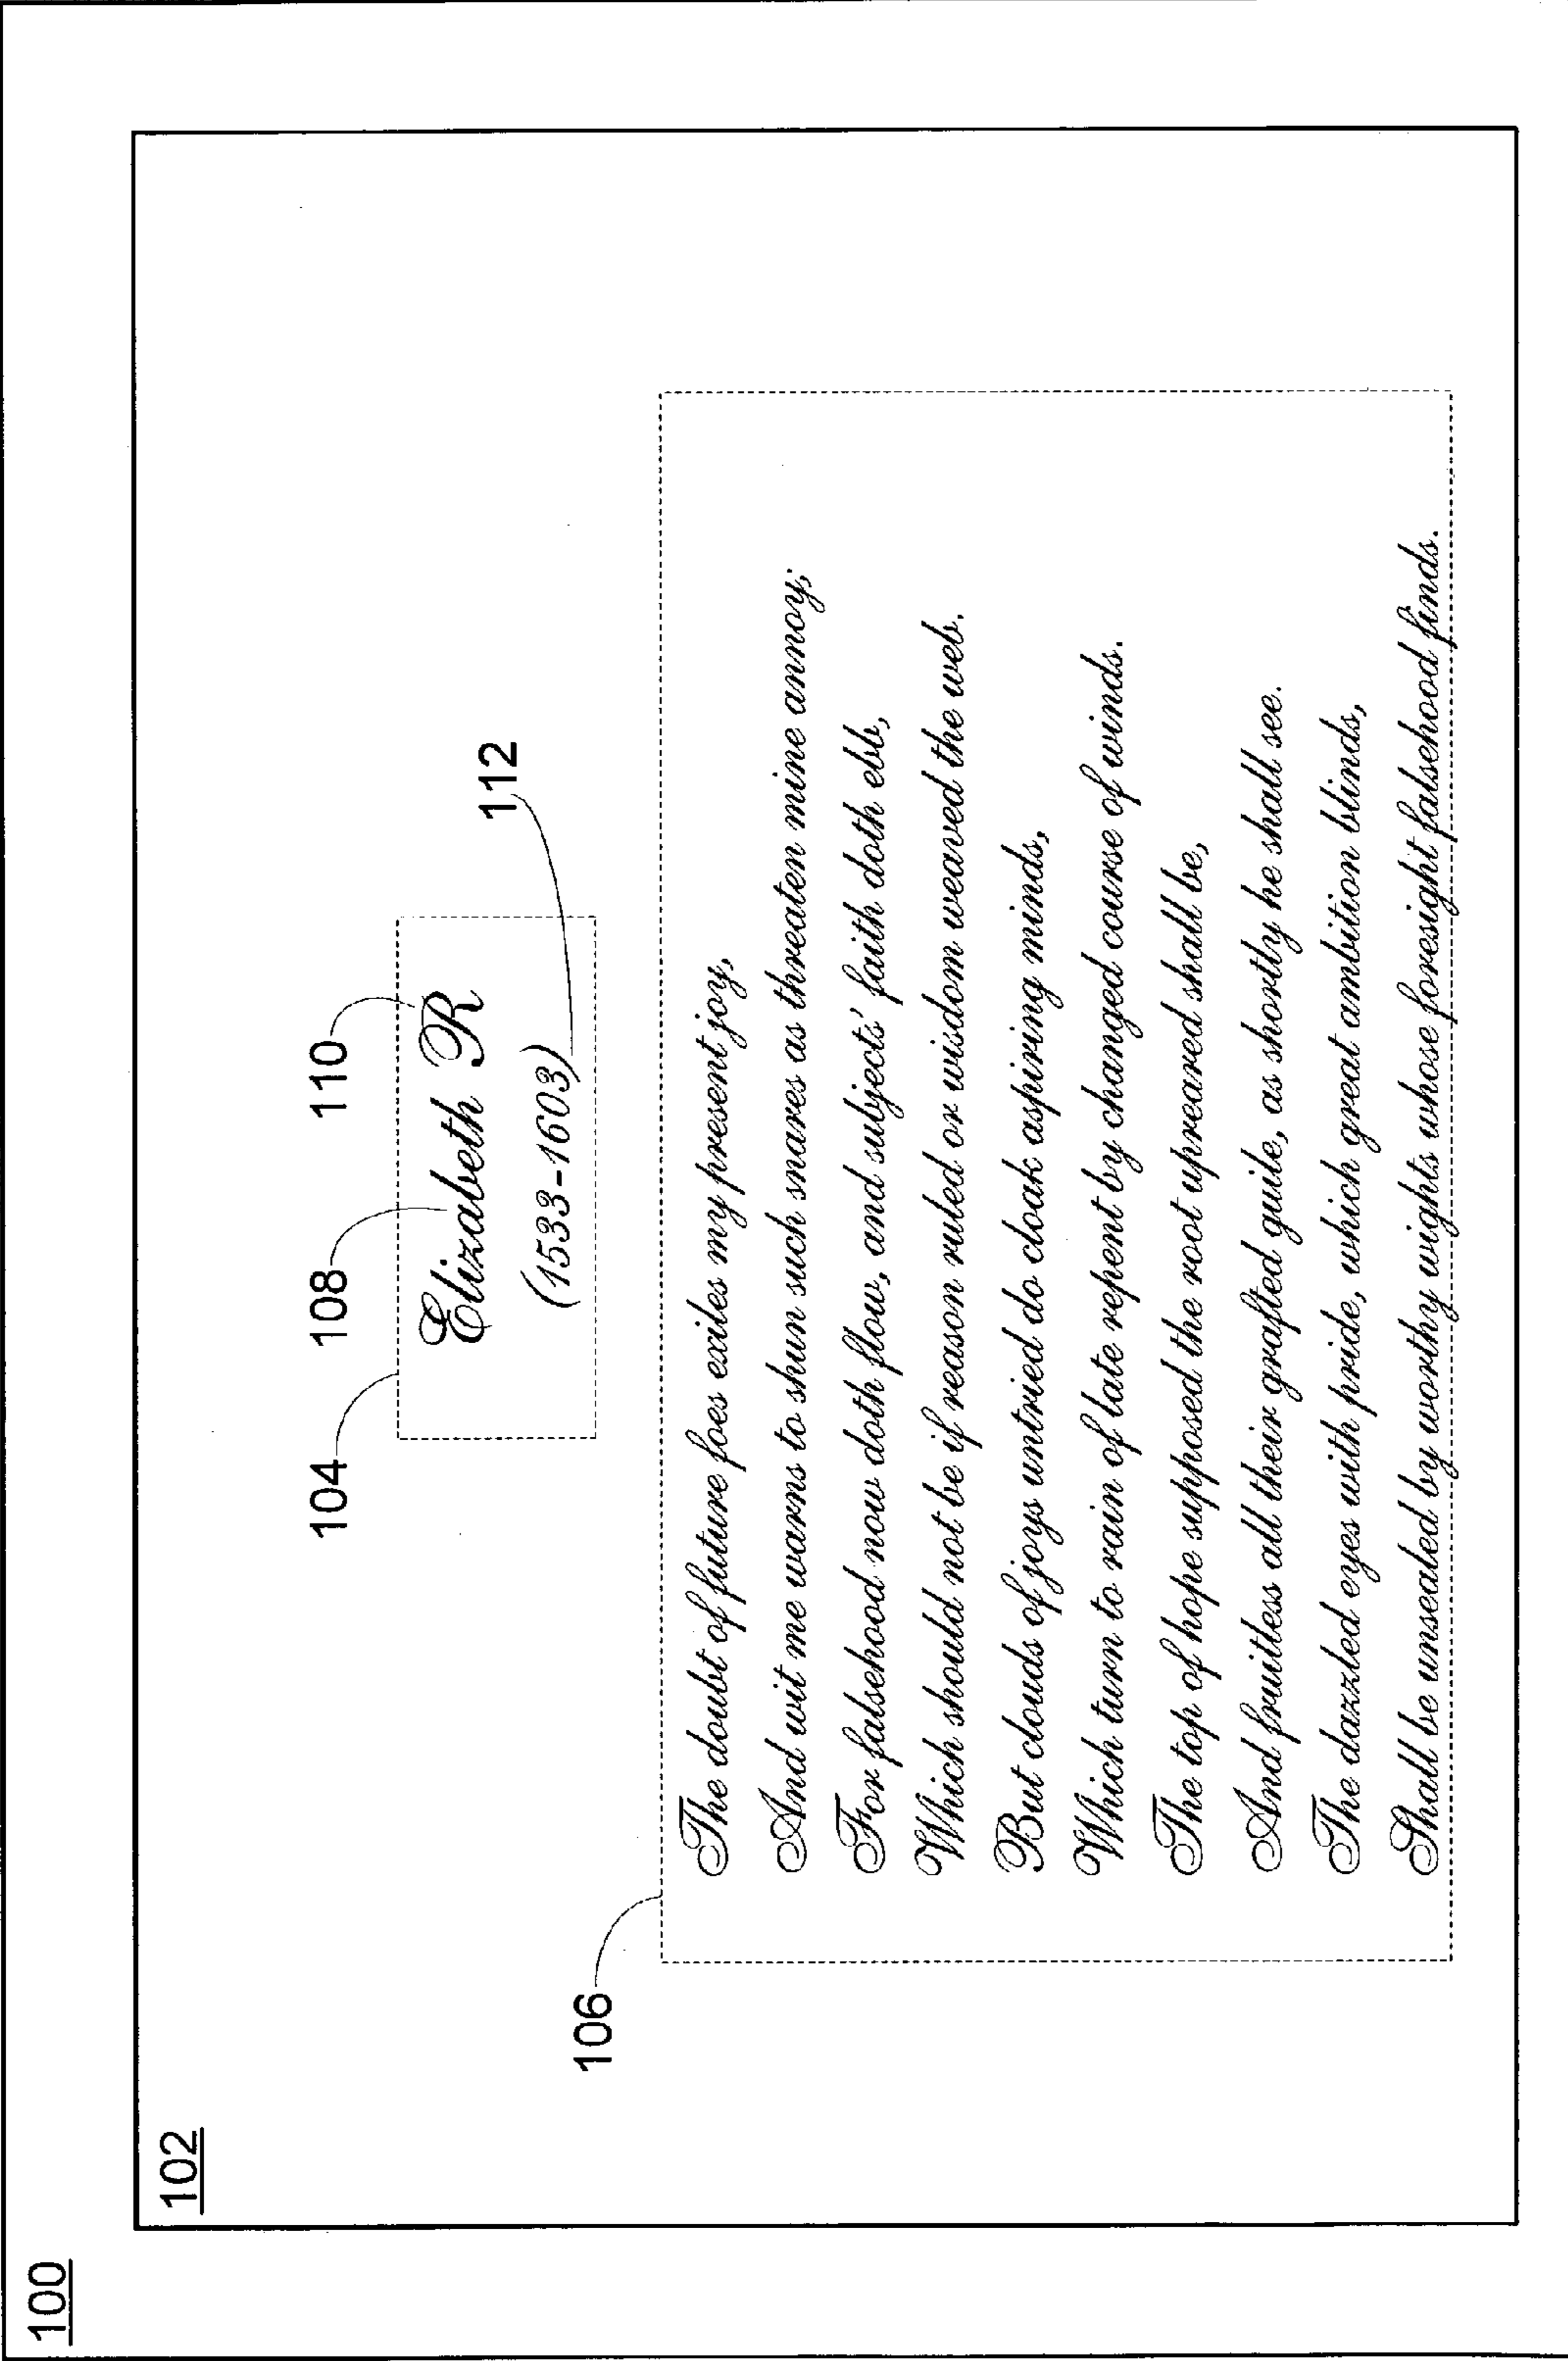 100
102
104
108
110
Elizabeth R
(1533-1603)
112
106
The doubt of future foes exiles my present joy,
And wit me warns to shun such snares as threaten mine annoy;
For falsehood now doth flow, and subjects' faith doth ebb,
Which should not be if reason ruled or wisdom weaved the web.
But clouds of joys untried do cloak aspiring minds,
Which turn to rain of late repent by changed course of winds.
The top of hope supposed the root upreared shall be,
And fruitless all their grafted guile, as shortly he shall see.
The dazzled eyes with pride, which great ambition blinds,
Shall be unsealed by worthy wights whose foresight falsehood finds.